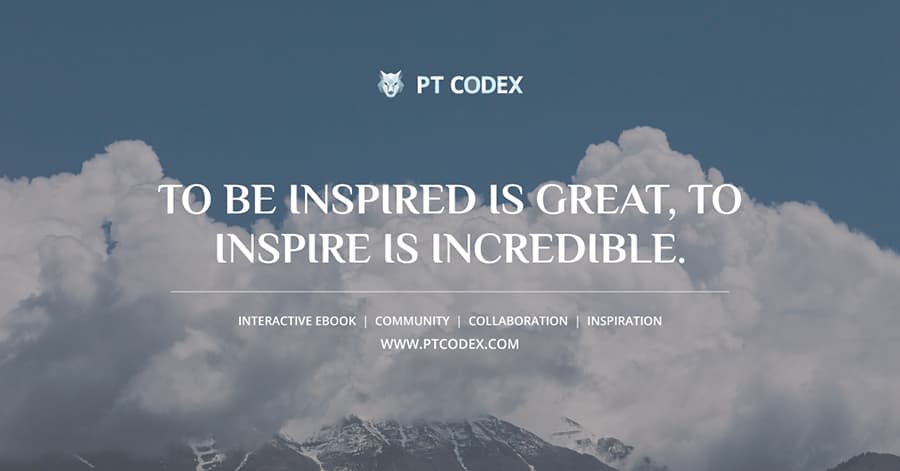 PT CODEX
TO BE INSPIRED IS GREAT, TO
INSPIRE IS INCREDIBLE.
INTERACTIVE EBOOK | COMMUNITY | COLLABORATION | INSPIRATION
WWW.PTCODEX.COM